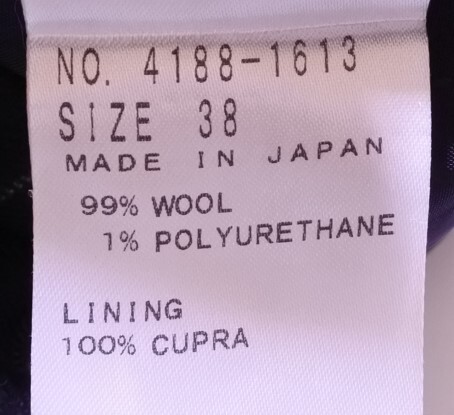 NO. 4188-1613
SIZE 38
MADE IN JAPAN
99% WOOL
1% POLYURETHANE
LINING
100% CUPRA